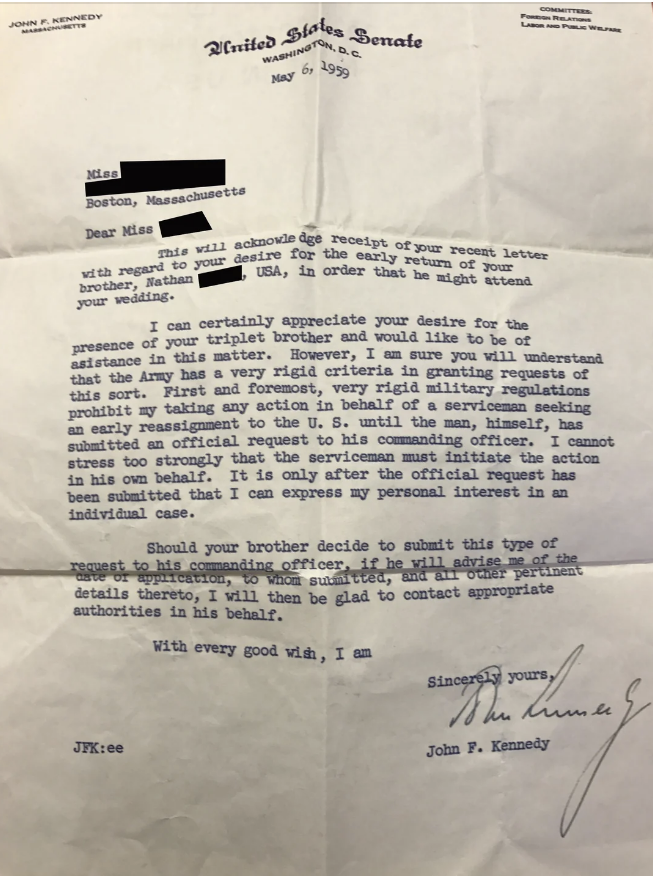 JOHN F. KENNEDY
MASSACHUSETTS
COMMITTEES:
FOREIGN RELATIONS
LABOR AND PUBLIC WELFARE
United States Senate
WASHINGTON, D. C.
May 6, 1959
Miss
Boston, Massachusetts
Dear Miss
This will acknowledge receipt of your recent letter
with regard to your desire for the early return of your
brother, Nathan , USA, in order that he might attend
your wedding.
I can certainly appreciate your desire for the
presence of your triplet brother and would like to be of
asistance in this matter. However, I am sure you will understand
that the Army has a very rigid criteria in granting requests of
this sort. First and foremost, very rigid military regulations
prohibit my taking any action in behalf of a serviceman seeking
an early reassignment to the U. S. until the man, himself, has
submitted an official request to his commanding officer. I cannot
stress too strongly that the serviceman must initiate the action
in his own behalf. It is only after the official request has
been submitted that I can express my personal interest in an
individual case.
Should your brother decide to submit this type of
request to his commanding officer, if he will advise me of the
date of application, to whom submitted, and all other pertinent
details thereto, I will then be glad to contact appropriate
authorities in his behalf.
With every good wish, I am
Sincerely yours,
John Kennedy
John F. Kennedy
JFK:ee